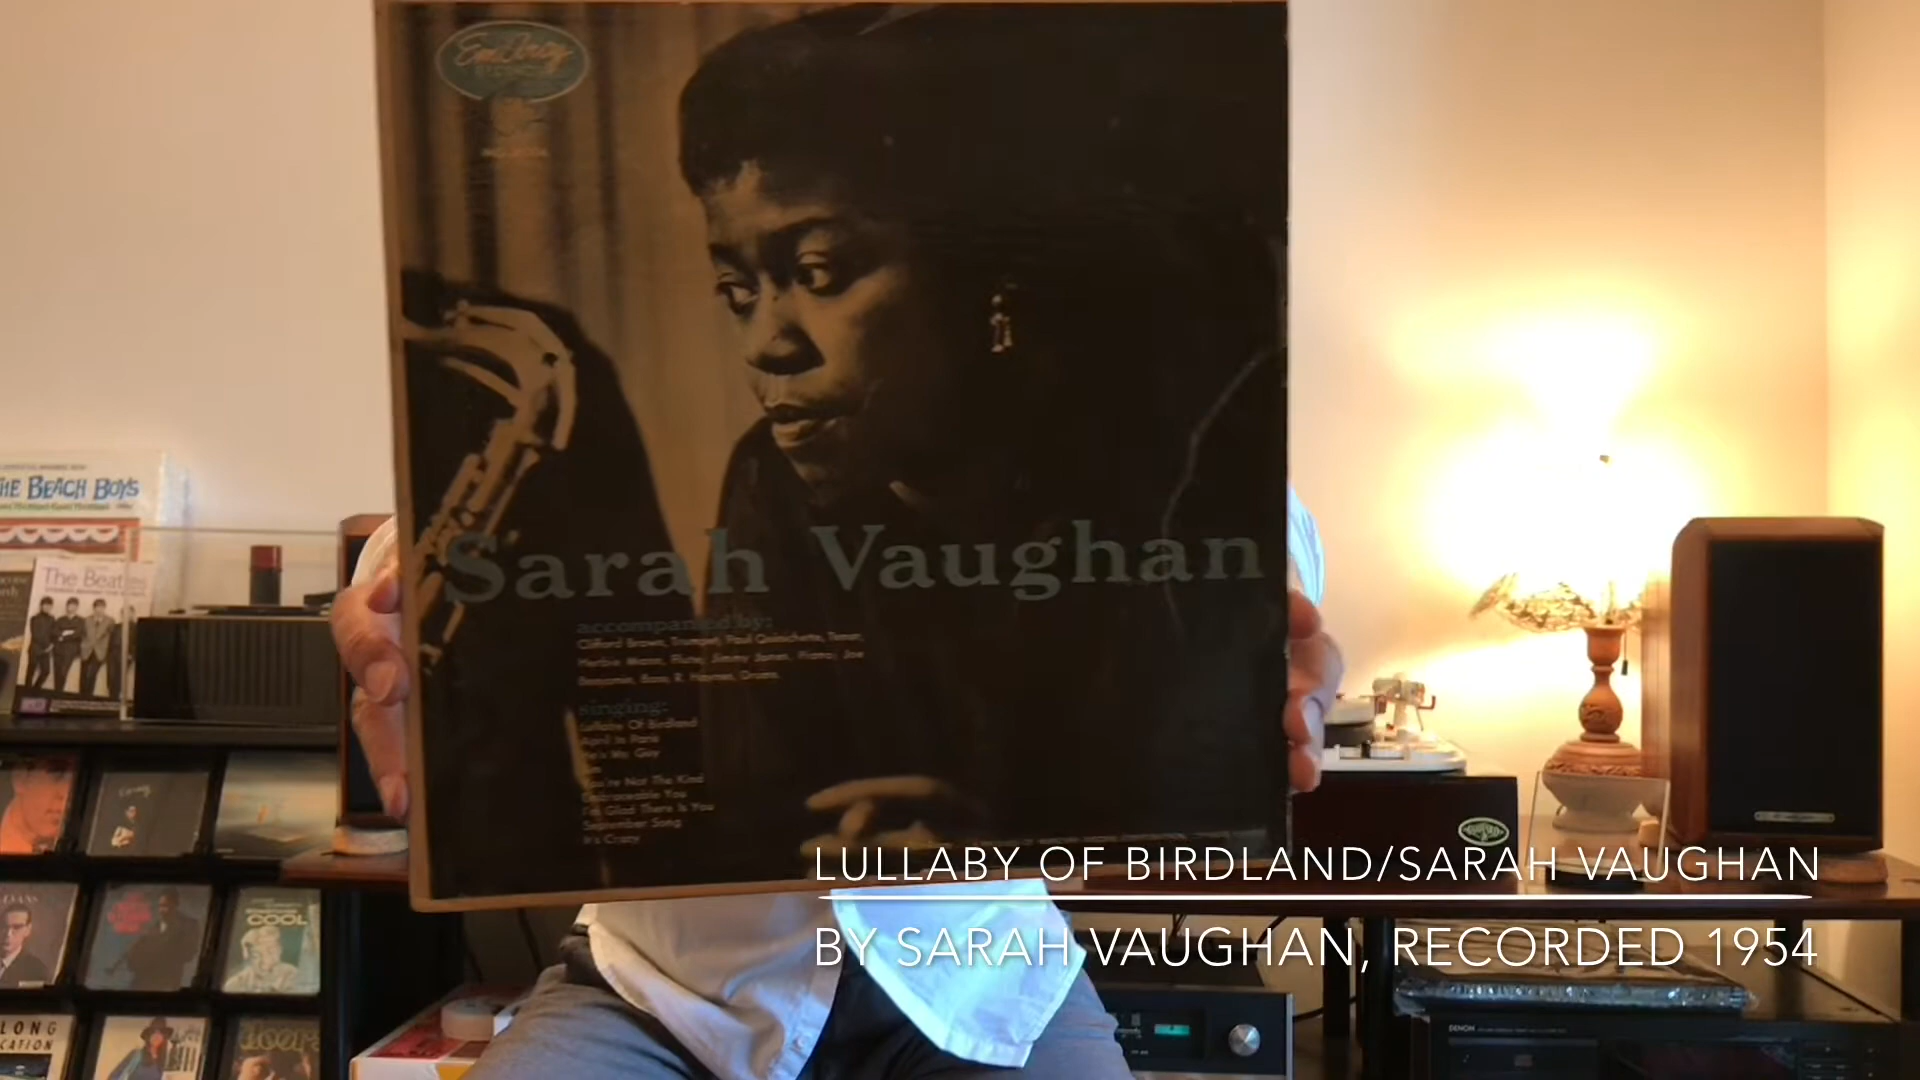 EmArcy
Sarah Vaughan
accompanied by:
Clifford Brown, Trumpet, Paul Quinichette, Tenor,
Herbie Mann, Flute, Jimmy Jones, Piano, Joe
Benjamin, Bass, R. Haynes, Drums.
singing:
Lullaby Of Birdland
April In Paris
He's My Guy
Jim
You're Not The Kind
Embraceable You
I'm Glad There Is You
September Song
It's Crazy
LULLABY OF BIRDLAND/SARAH VAUGHAN
BY SARAH VAUGHAN, RECORDED 1954
THE BEACH BOYS
The Beatles
COOL
LONG
DENON